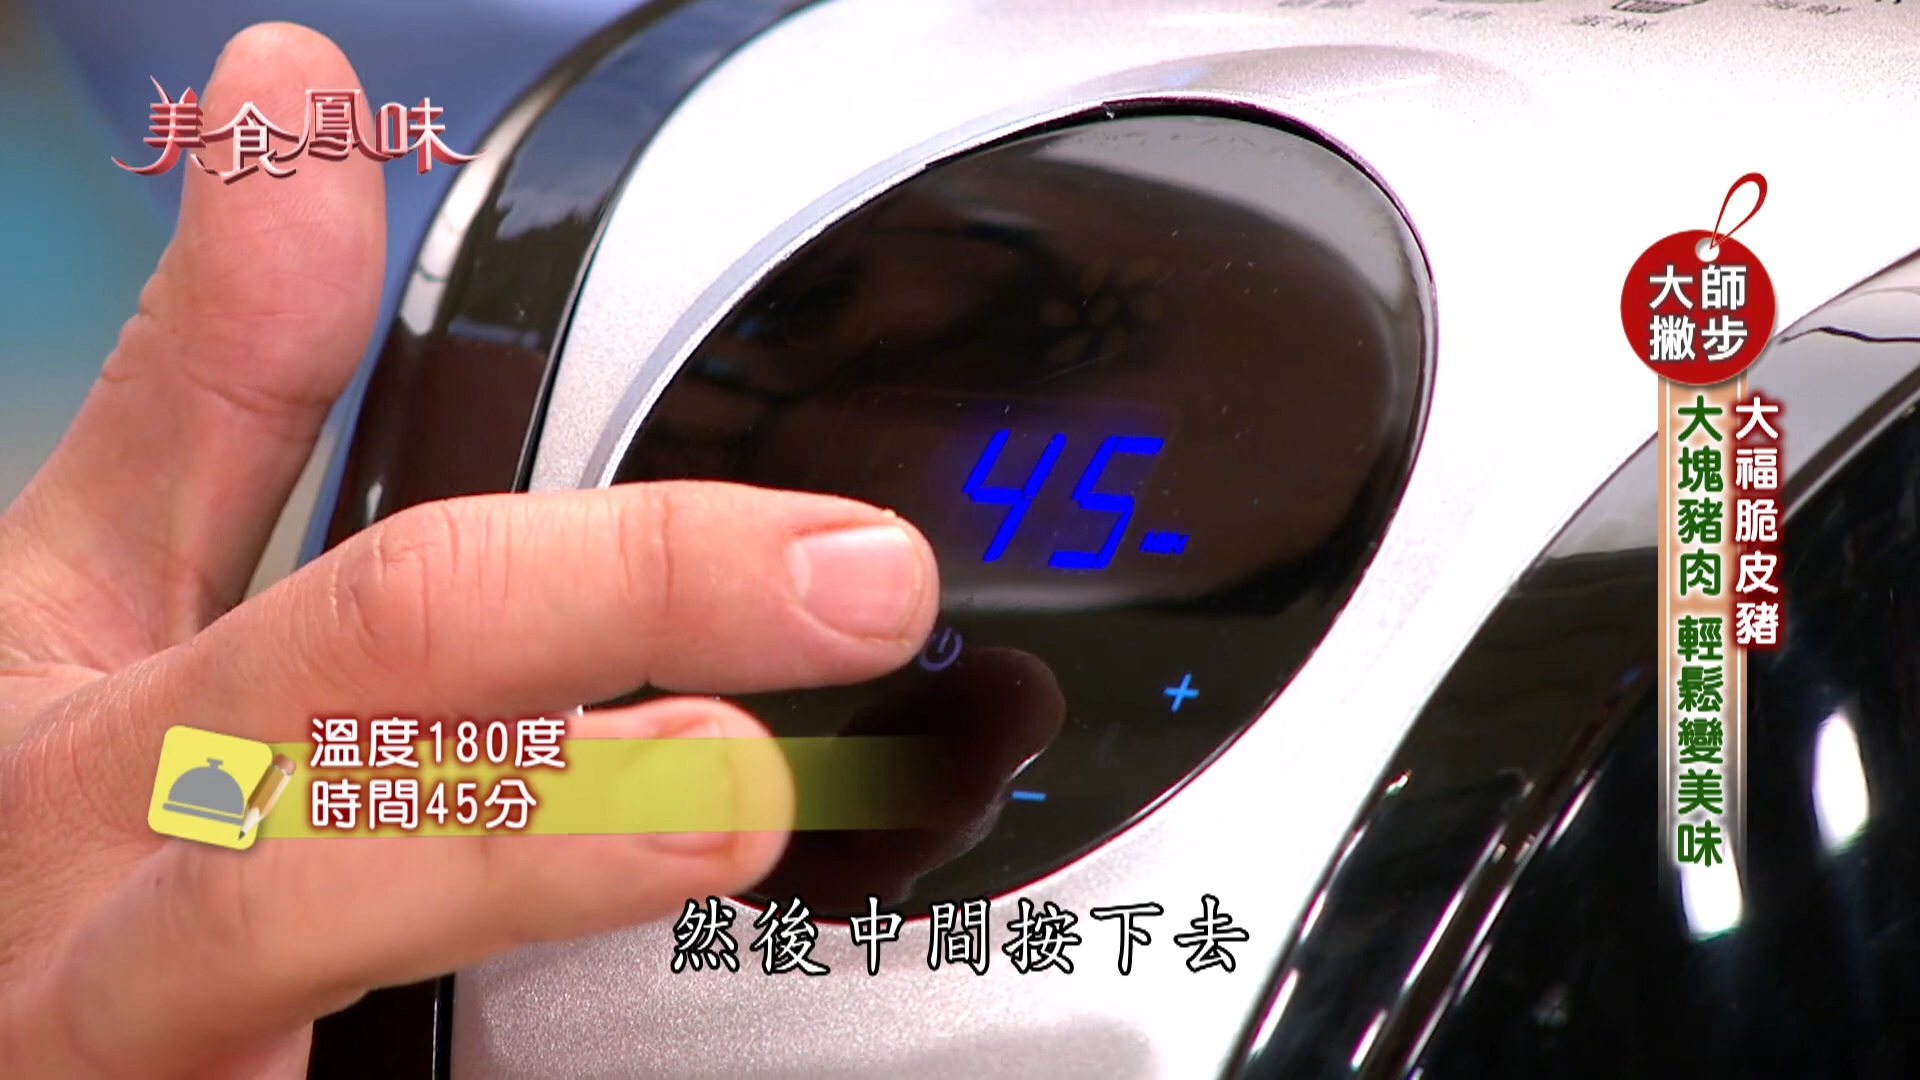 美食鳳味
大師
撇步
大福脆皮豬
大塊豬肉 輕鬆變美味
45 MIN
+
-
溫度180度
時間45分
然後中間按下去